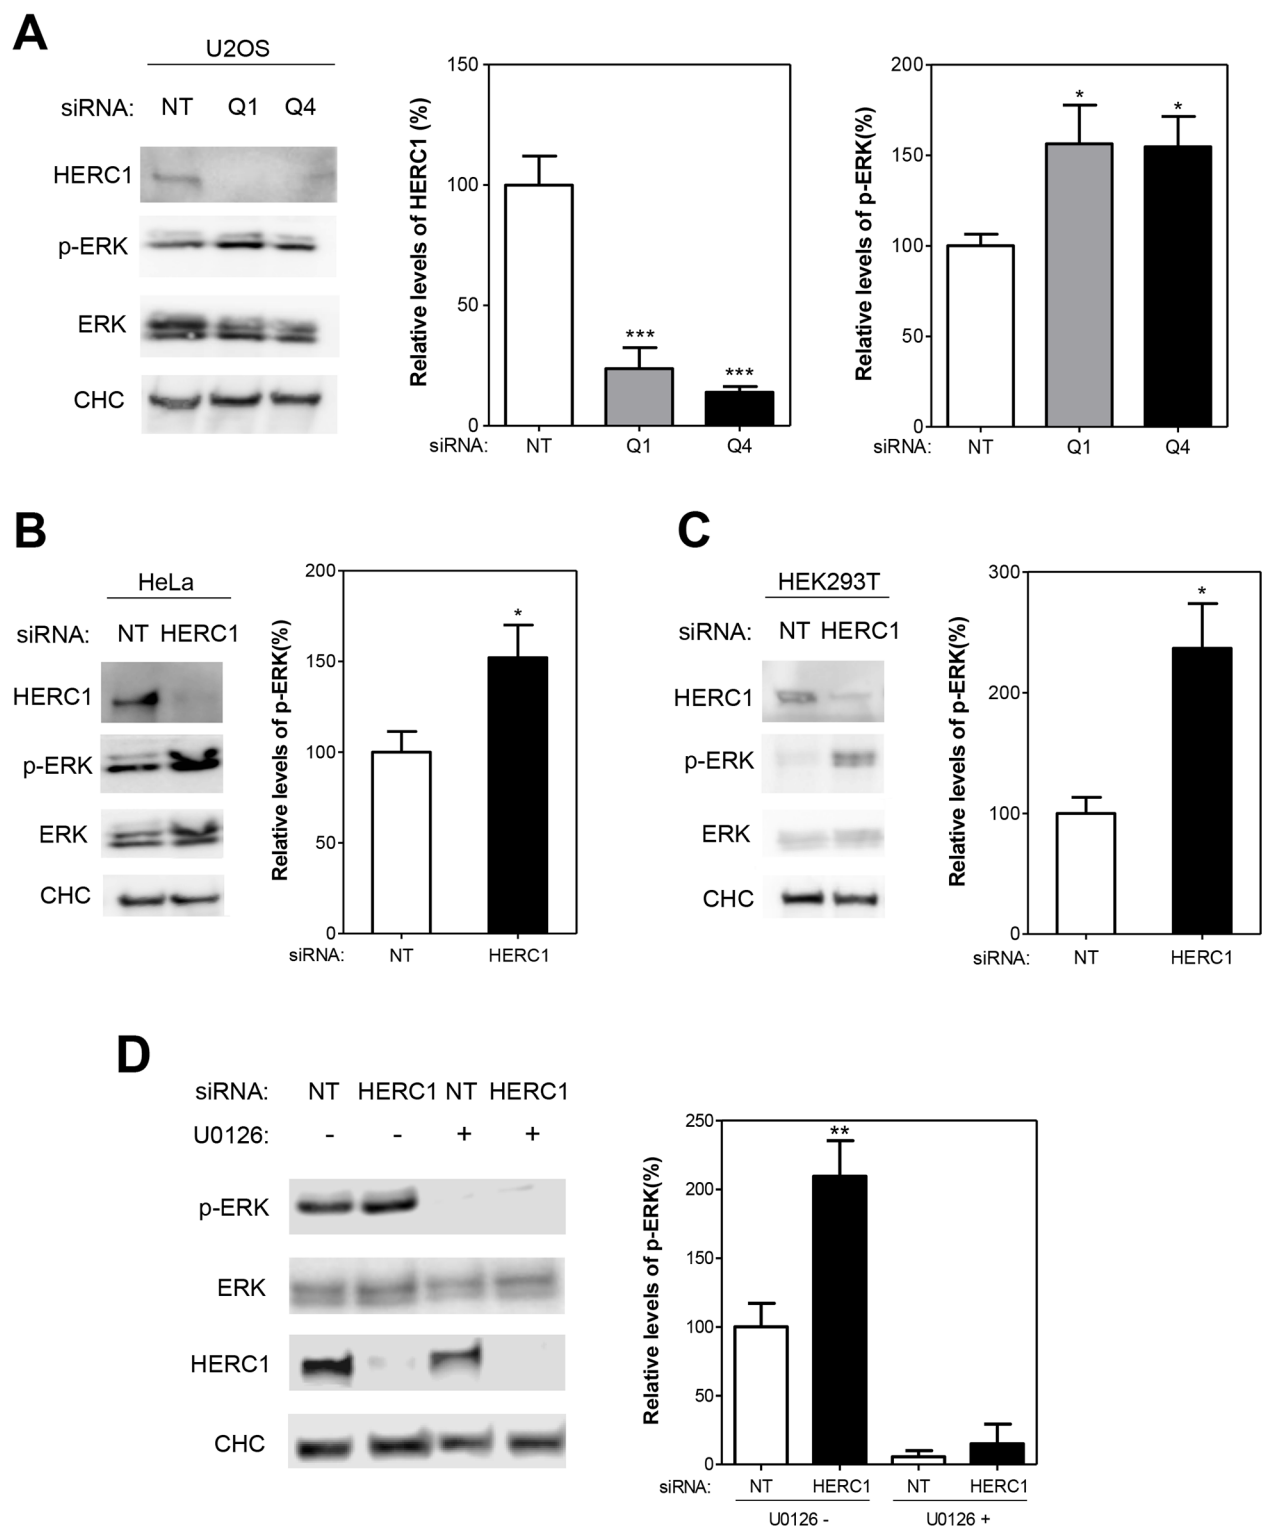 A
U2OS
siRNA: NT Q1 Q4
HERC1
p-ERK
ERK
CHC
Relative levels of HERC1 (%)
150
100
50
0
***
***
siRNA: NT Q1 Q4
Relative levels of p-ERK(%)
200
150
100
50
0
*
*
siRNA: NT Q1 Q4
B
HeLa
siRNA: NT HERC1
HERC1
p-ERK
ERK
CHC
Relative levels of p-ERK(%)
200
150
100
50
0
*
siRNA: NT HERC1
C
HEK293T
siRNA: NT HERC1
HERC1
p-ERK
ERK
CHC
Relative levels of p-ERK(%)
300
200
100
0
*
siRNA: NT HERC1
D
siRNA: NT HERC1 NT HERC1
U0126: - - + +
p-ERK
ERK
HERC1
CHC
Relative levels of p-ERK(%)
250
200
150
100
50
0
**
siRNA: NT HERC1 NT HERC1
U0126 - U0126 +